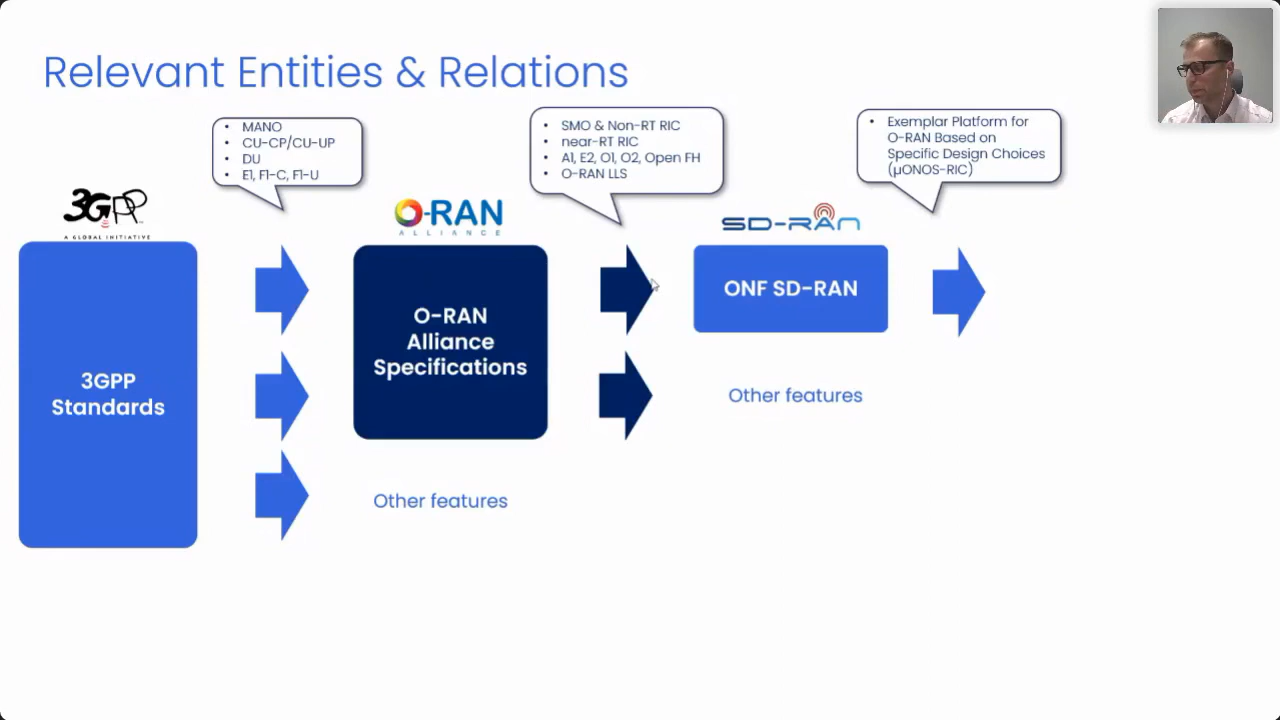 Relevant Entities & Relations
• MANO
• CU-CP/CU-UP
• DU
• E1, F1-C, F1-U
• SMO & Non-RT RIC
• near-RT RIC
• A1, E2, O1, O2, Open FH
• O-RAN LLS
• Exemplar Platform for
O-RAN Based on
Specific Design Choices
(µONOS-RIC)
3GPP
A GLOBAL INITIATIVE
O-RAN
ALLIANCE
SD-RAN
3GPP
Standards
O-RAN
Alliance
Specifications
ONF SD-RAN
Other features
Other features